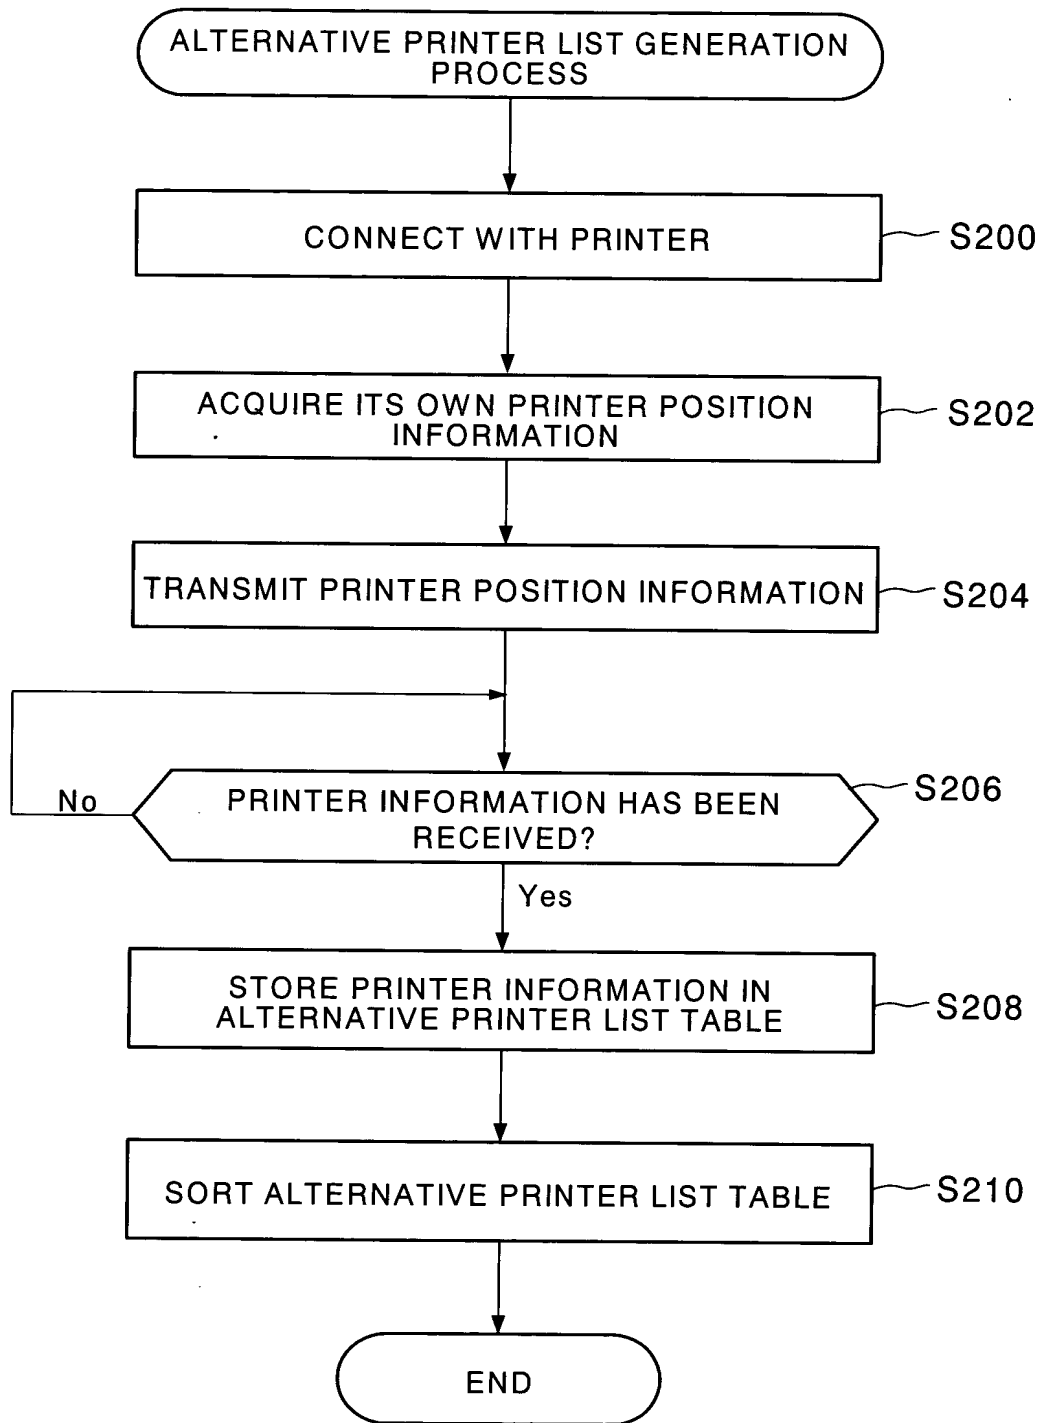 ALTERNATIVE PRINTER LIST GENERATION
PROCESS
CONNECT WITH PRINTER
S200
ACQUIRE ITS OWN PRINTER POSITION
INFORMATION
S202
TRANSMIT PRINTER POSITION INFORMATION
S204
No
PRINTER INFORMATION HAS BEEN
RECEIVED?
S206
Yes
STORE PRINTER INFORMATION IN
ALTERNATIVE PRINTER LIST TABLE
S208
SORT ALTERNATIVE PRINTER LIST TABLE
S210
END